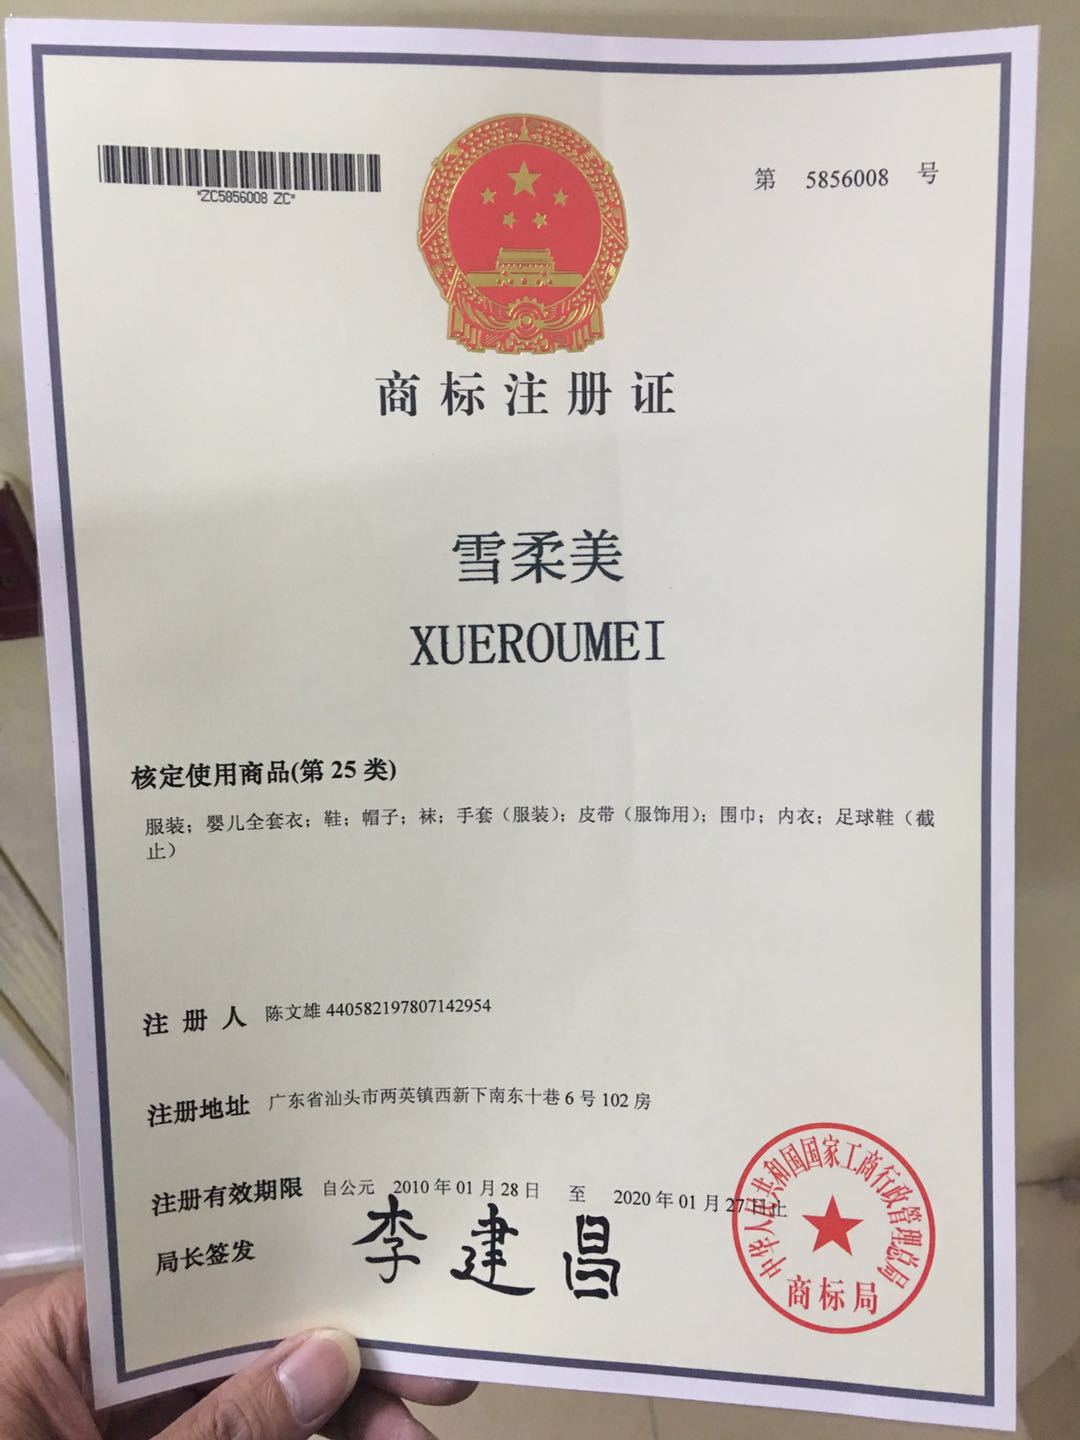 *ZC5856008 ZC*
第 5856008 号
商标注册证
雪柔美
XUEROUMEI
核定使用商品(第 25 类)
服装；婴儿全套衣；鞋；帽子；袜；手套（服装）；皮带（服饰用）；围巾；内衣；足球鞋（截
止）
注 册 人 陈文雄 440582197807142954
注册地址 广东省汕头市两英镇西新下南东十巷 6 号 102 房
注册有效期限 自公元 2010 年 01 月 28 日 至 2020 年 01 月 27 日止
局长签发 李建昌
中华人民共和国国家工商行政管理总局
商标局